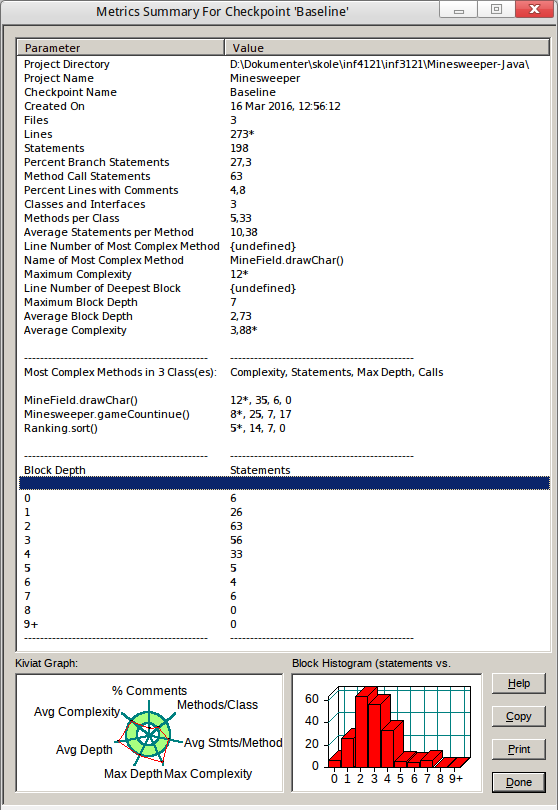 Metrics Summary For Checkpoint 'Baseline'
Parameter Value
Project Directory D:\Dokumenter\skole\inf4121\inf3121\Minesweeper-Java\
Project Name Minesweeper
Checkpoint Name Baseline
Created On 16 Mar 2016, 12:56:12
Files 3
Lines 273*
Statements 198
Percent Branch Statements 27,3
Method Call Statements 63
Percent Lines with Comments 4,8
Classes and Interfaces 3
Methods per Class 5,33
Average Statements per Method 10,38
Line Number of Most Complex Method {undefined}
Name of Most Complex Method MineField.drawChar()
Maximum Complexity 12*
Line Number of Deepest Block {undefined}
Maximum Block Depth 7
Average Block Depth 2,73
Average Complexity 3,88*
Most Complex Methods in 3 Class(es): Complexity, Statements, Max Depth, Calls
MineField.drawChar() 12*, 35, 6, 0
Minesweeper.gameCountinue() 8*, 25, 7, 17
Ranking.sort() 5*, 14, 7, 0
Block Depth Statements
0 6
1 26
2 63
3 56
4 33
5 5
6 4
7 6
8 0
9+ 0
Kiviat Graph:
% Comments
Methods/Class
Avg Complexity
Avg Stmts/Method
Avg Depth
Max Depth Max Complexity
Block Histogram (statements vs.
60
40
20
0
0 1 2 3 4 5 6 7 8 9+
Help
Copy
Print
Done